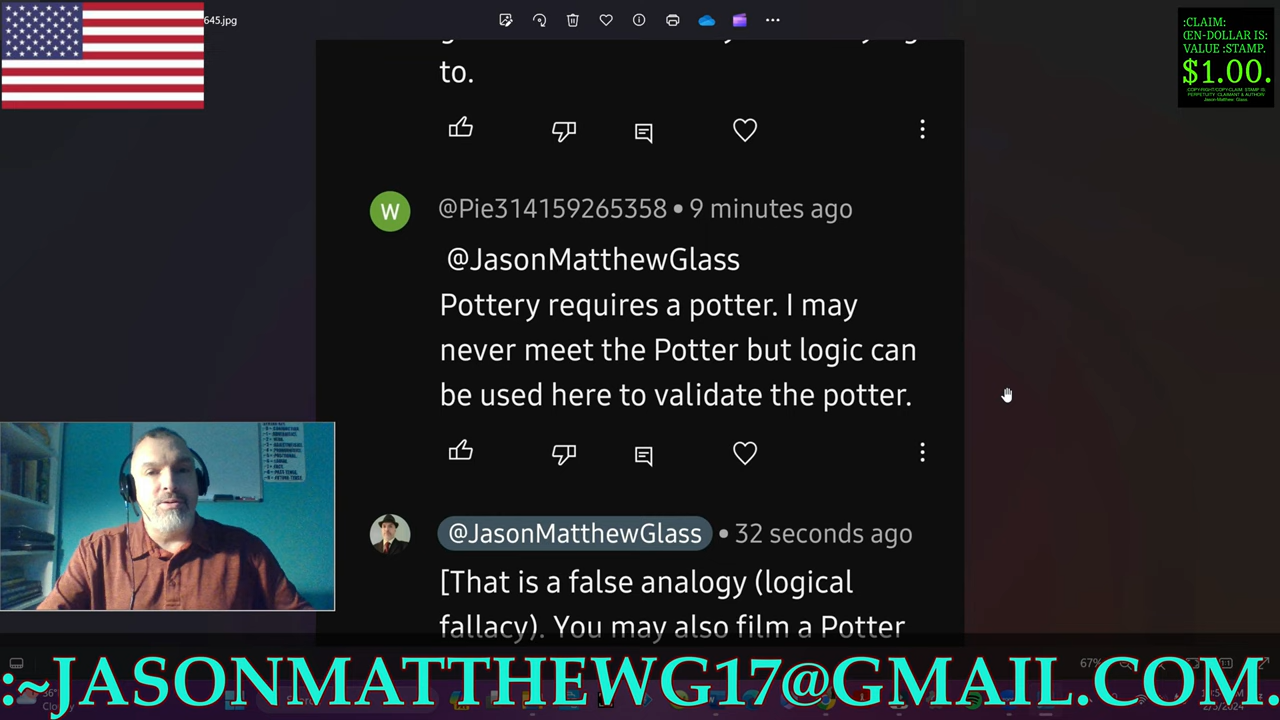 645.jpg
:CLAIM:
ŒN-DOLLAR IS:
VALUE :STAMP.
$1.00.
to.
W
@Pie314159265358 • 9 minutes ago
@JasonMatthewGlass
Pottery requires a potter. I may
never meet the Potter but logic can
be used here to validate the potter.
@JasonMatthewGlass • 32 seconds ago
[That is a false analogy (logical
fallacy). You may also film a Potter
67%
:~JASONMATTHEWG17@GMAIL.COM.